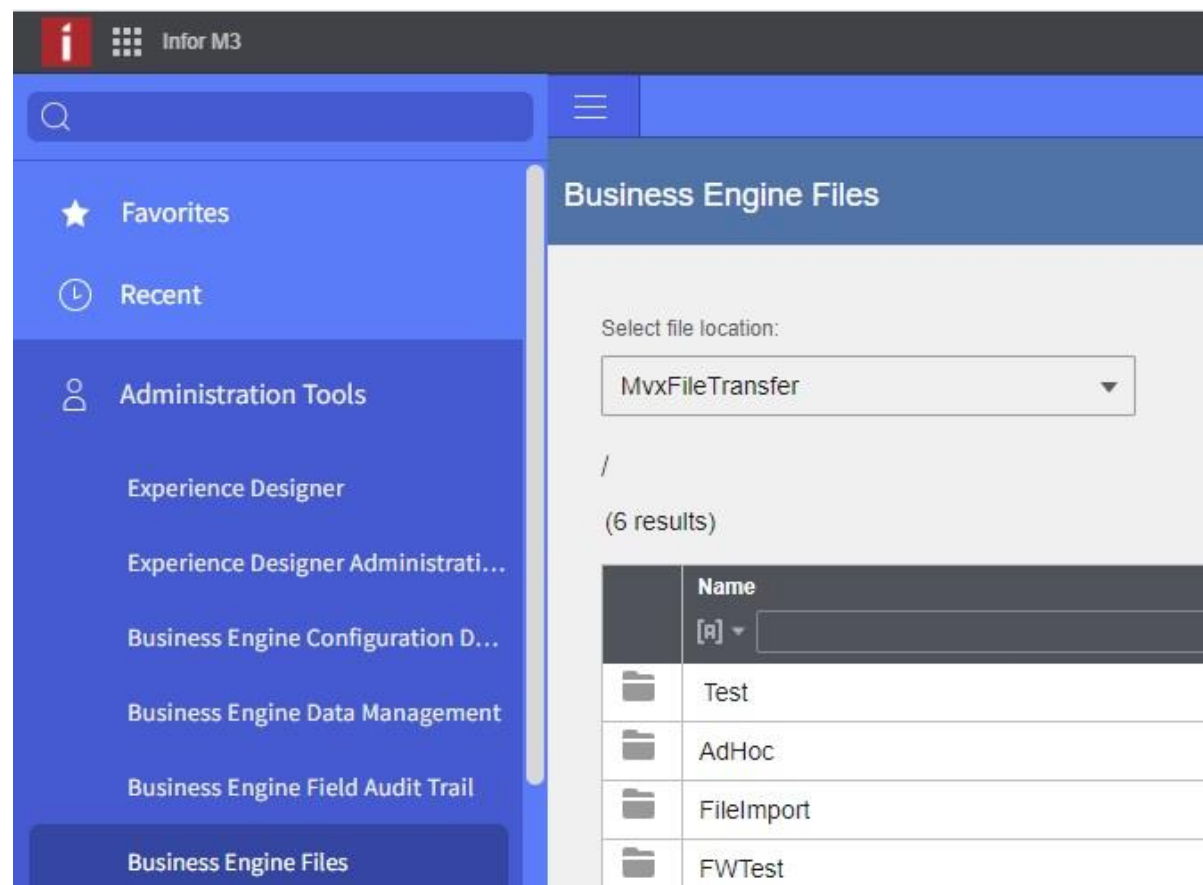 Infor M3
Favorites
Recent
Administration Tools
Experience Designer
Experience Designer Administrati...
Business Engine Configuration D...
Business Engine Data Management
Business Engine Field Audit Trail
Business Engine Files
Business Engine Files
Select file location:
MvxFileTransfer
/
(6 results)
Name
[A]
Test
AdHoc
FileImport
FWTest